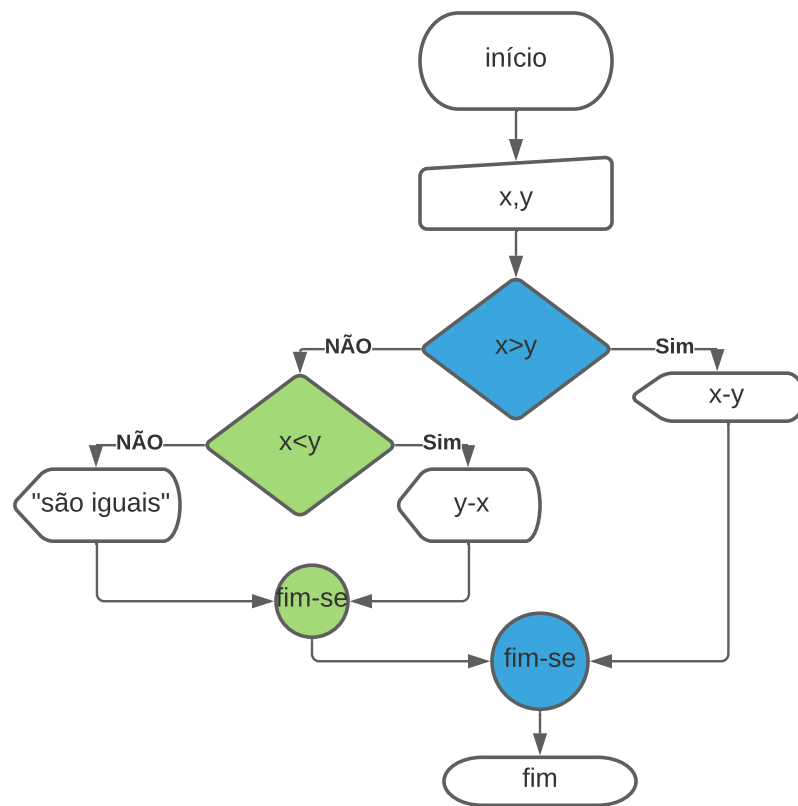 início
x,y
x>y
NÃO
Sim
x-y
x<y
NÃO
Sim
"são iguais"
y-x
fim-se
fim-se
fim